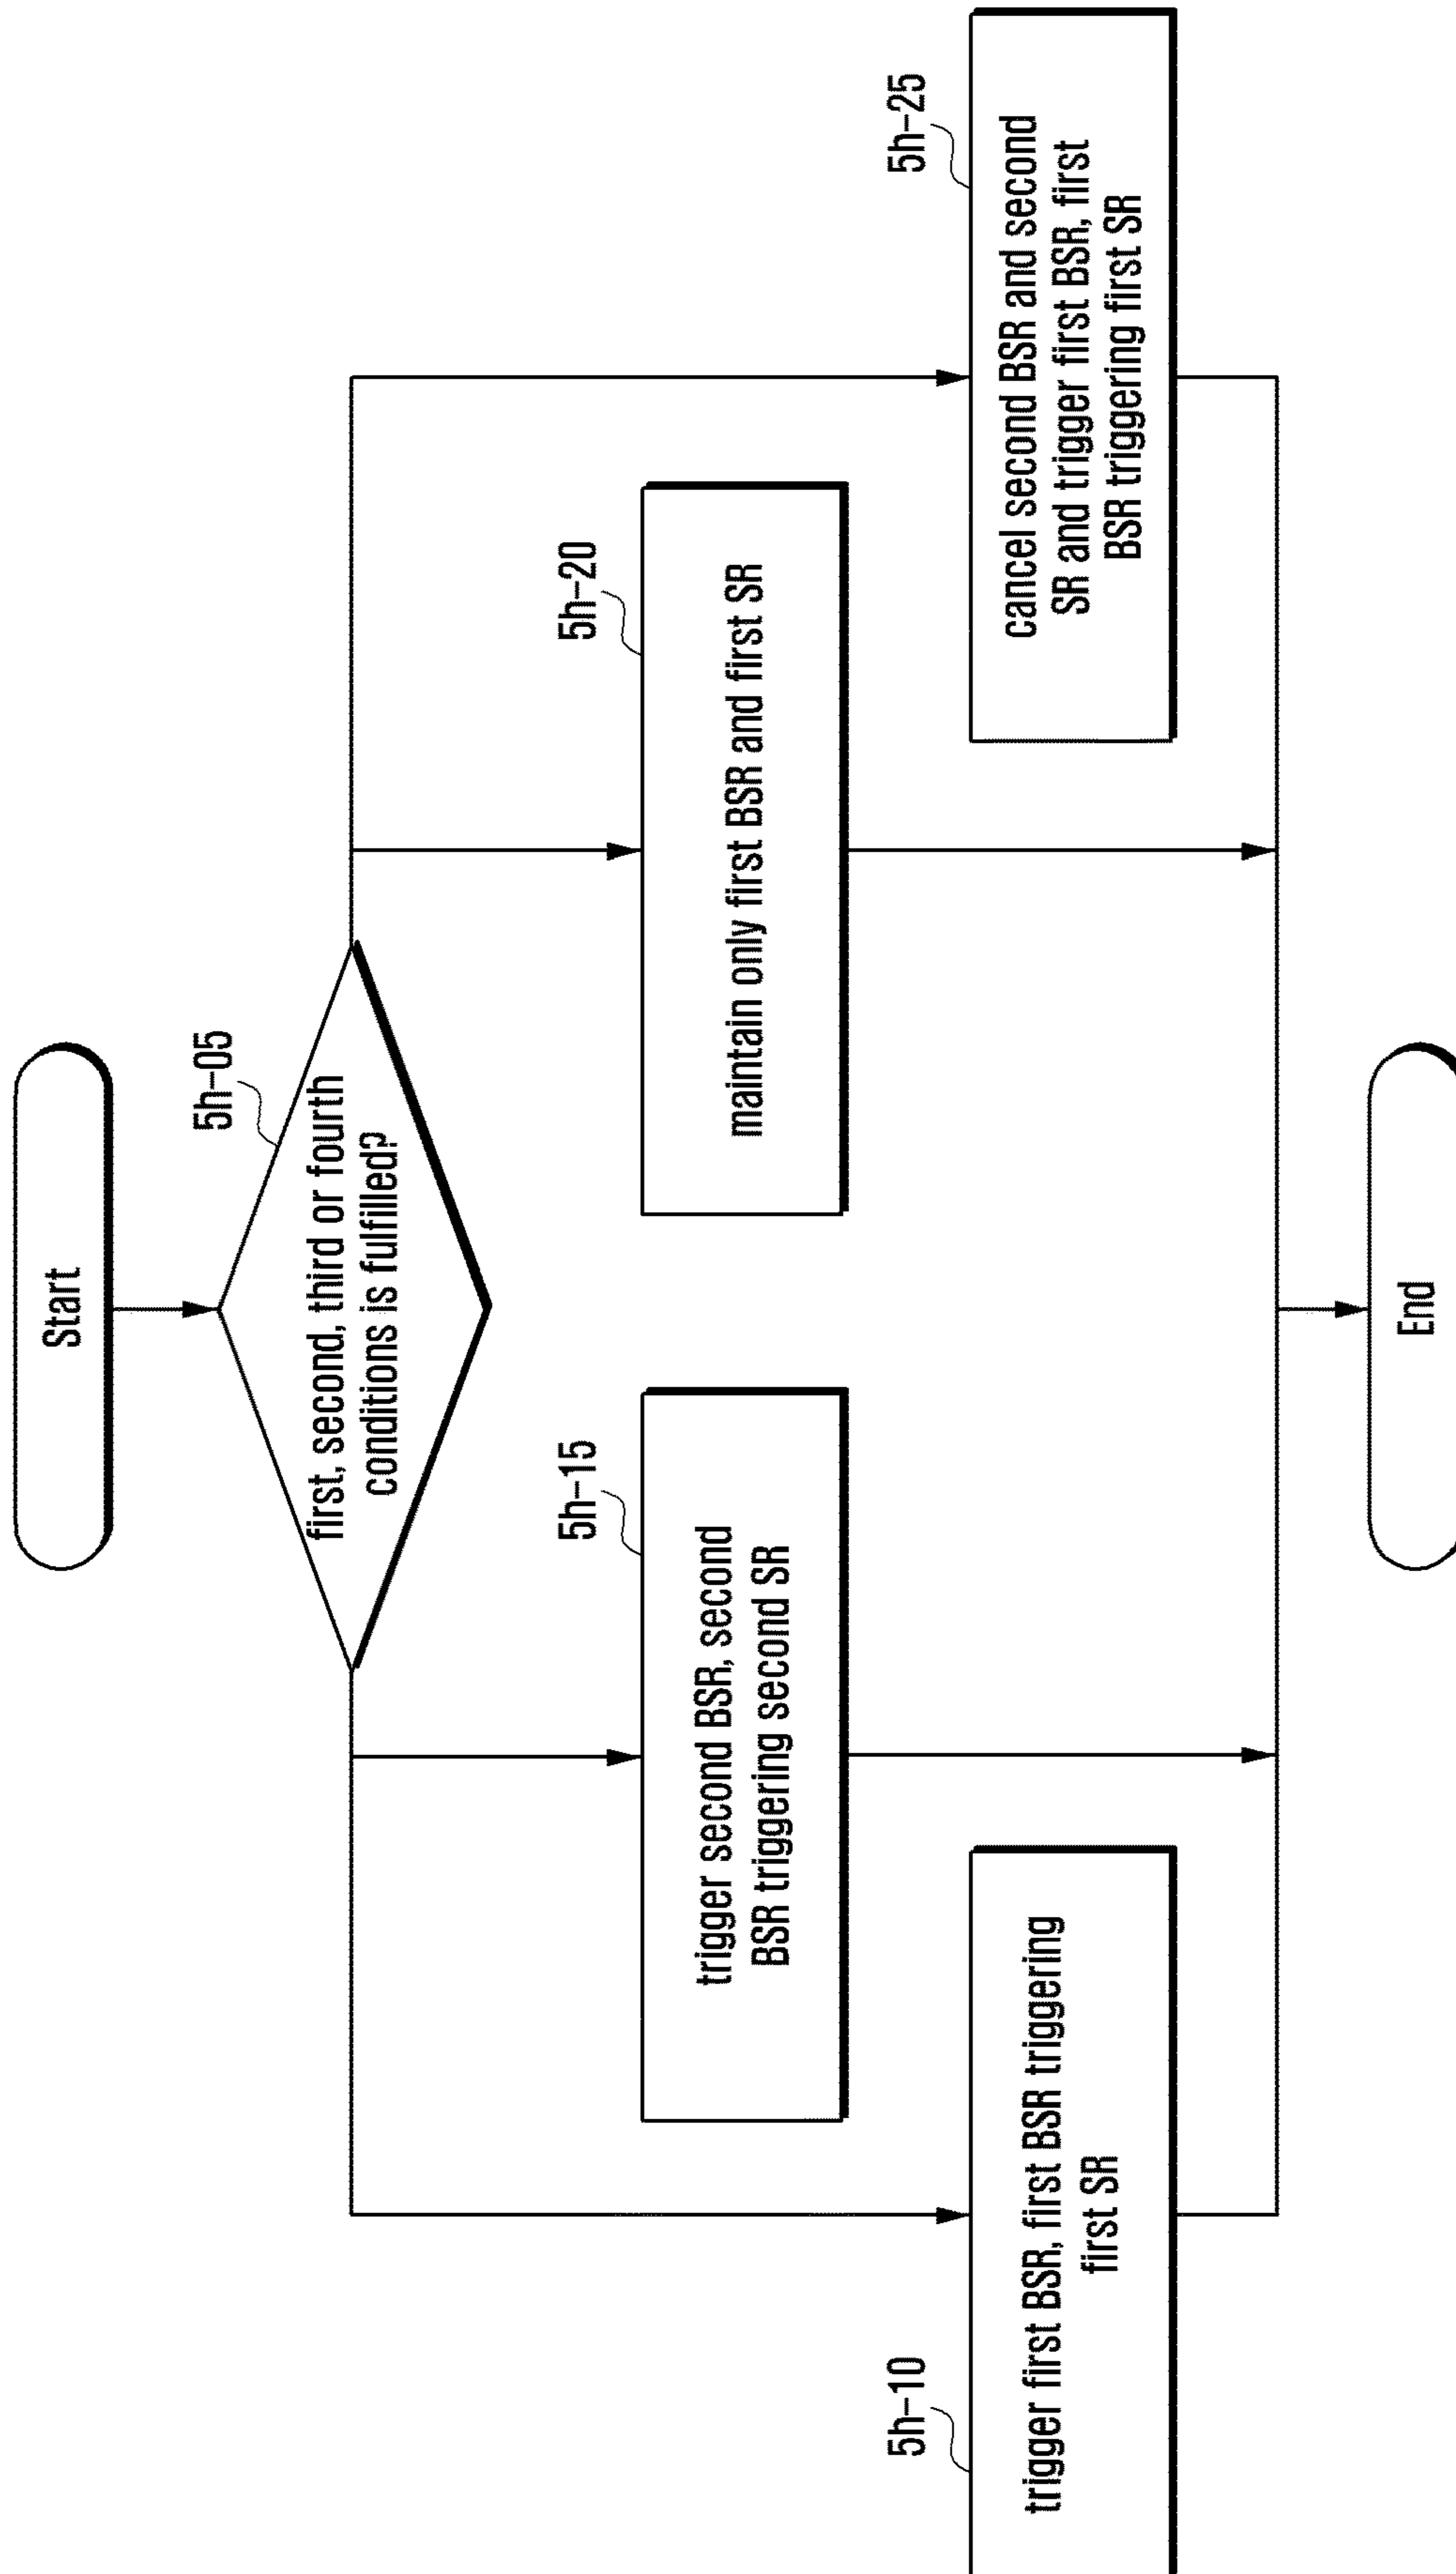 Start
5h-05
first, second, third or fourth
conditions is fulfilled?
5h-10
trigger first BSR, first BSR triggering
first SR
5h-15
trigger second BSR, second
BSR triggering second SR
5h-20
maintain only first BSR and first SR
5h-25
cancel second BSR and second
SR and trigger first BSR, first
BSR triggering first SR
End